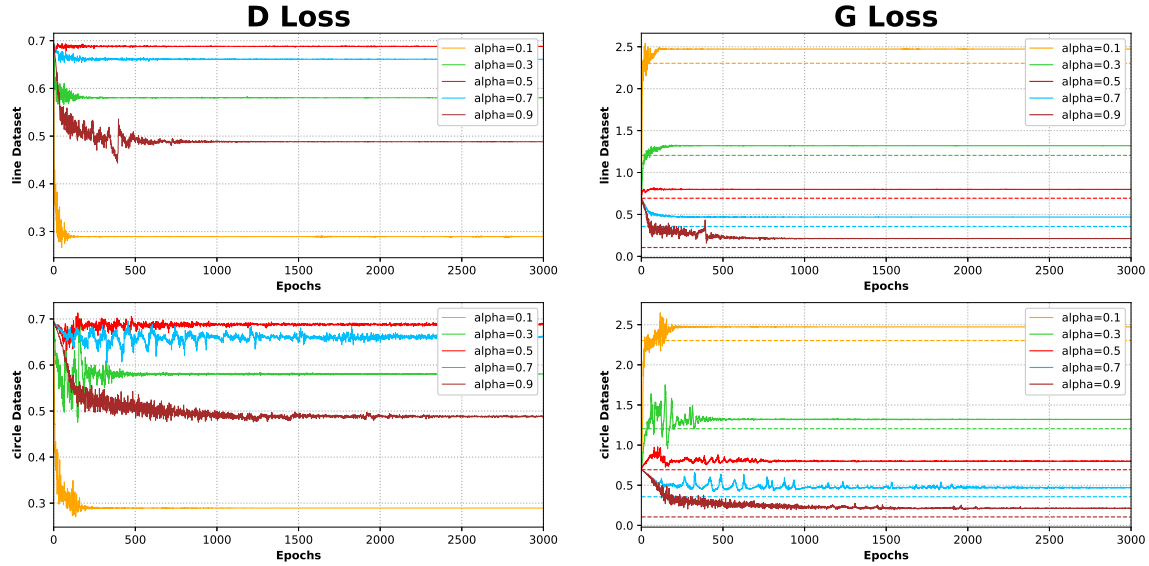 D Loss
G Loss
line Dataset
0.7
0.6
0.5
0.4
0.3
0
500
1000
1500
2000
2500
3000
Epochs
alpha=0.1
alpha=0.3
alpha=0.5
alpha=0.7
alpha=0.9
line Dataset
2.5
2.0
1.5
1.0
0.5
0.0
0
500
1000
1500
2000
2500
3000
Epochs
alpha=0.1
alpha=0.3
alpha=0.5
alpha=0.7
alpha=0.9
circle Dataset
0.7
0.6
0.5
0.4
0.3
0
500
1000
1500
2000
2500
3000
Epochs
alpha=0.1
alpha=0.3
alpha=0.5
alpha=0.7
alpha=0.9
circle Dataset
2.5
2.0
1.5
1.0
0.5
0.0
0
500
1000
1500
2000
2500
3000
Epochs
alpha=0.1
alpha=0.3
alpha=0.5
alpha=0.7
alpha=0.9